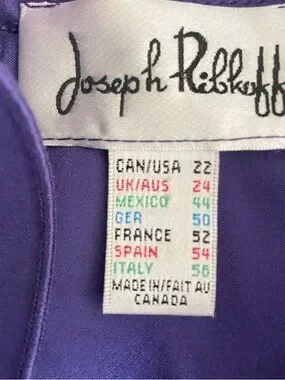 Joseph Ribkoff
CAN/USA 22
UK/AUS 24
MEXICO 44
GER 50
FRANCE 52
SPAIN 54
ITALY 56
MADE IN/FAIT AU
CANADA